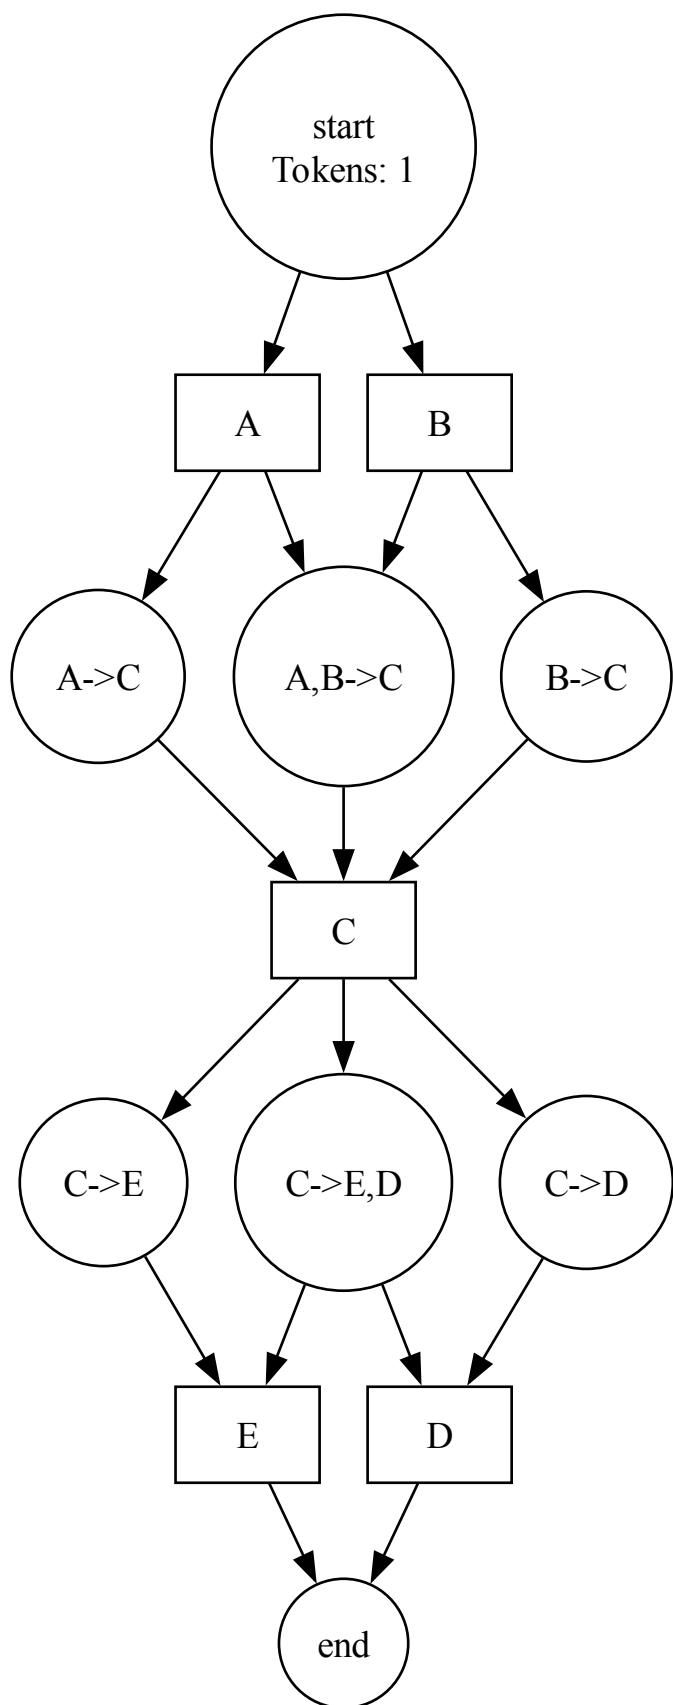 start
Tokens: 1
A
B
A->C
A,B->C
B->C
C
C->E
C->E,D
C->D
E
D
end